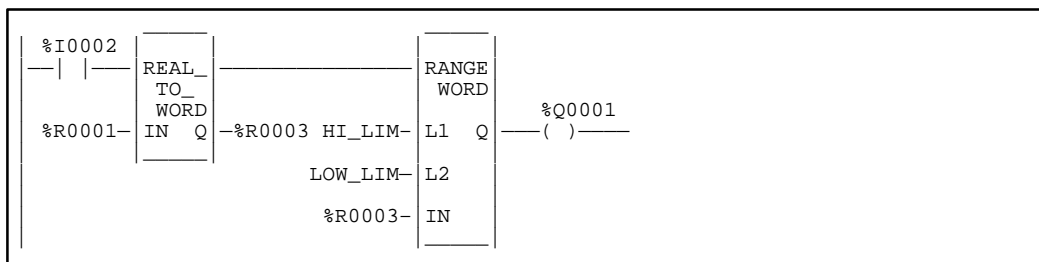 %I0002
REAL_ RANGE
TO_ WORD
WORD %Q0001
%R0001 IN Q %R0003 HI_LIM L1 Q ( )
LOW_LIM L2
%R0003 IN